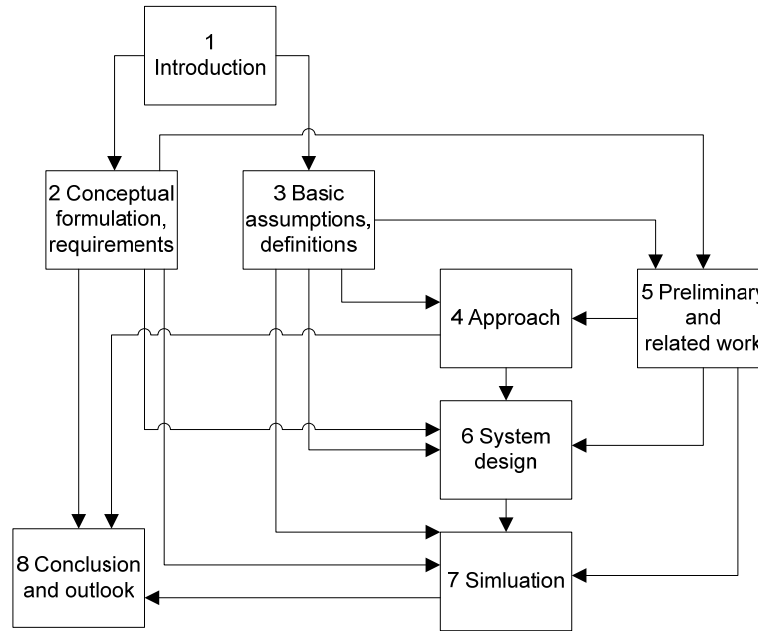 1
Introduction
2 Conceptual
formulation,
requirements
3 Basic
assumptions,
definitions
4 Approach
5 Preliminary
and
related work
6 System
design
8 Conclusion
and outlook
7 Simluation